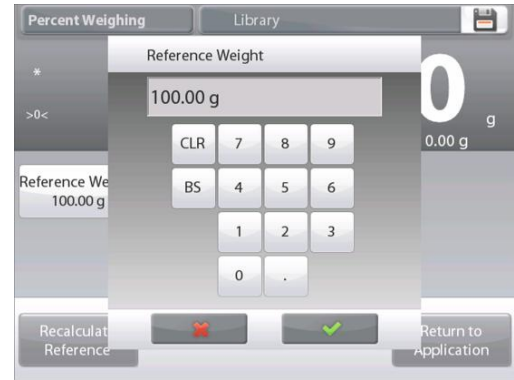 Percent Weighing
Library
Reference Weight
*
100.00 g
0
>0<
g
0.00 g
CLR 7 8 9
Reference We
100.00 g
BS 4 5 6
1 2 3
0 .
Recalculat
Reference
Return to
Application